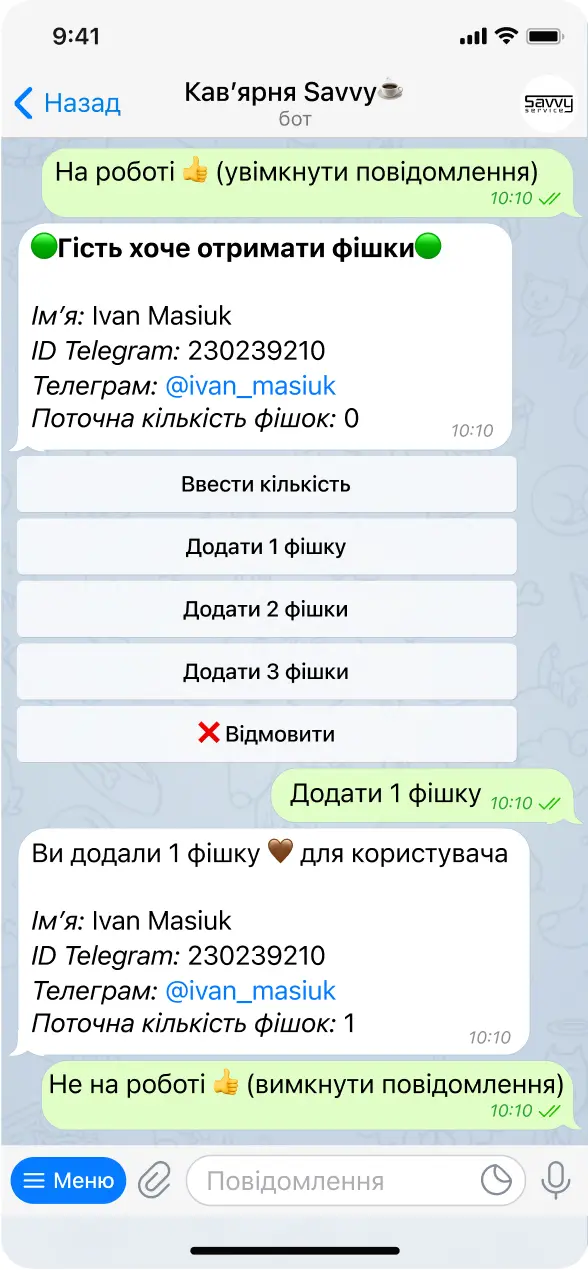 9:41
Назад
Кав’ярня Savvy☕
бот
Savvy
service
На роботі 👍 (увімкнути повідомлення)
10:10
🟢Гість хоче отримати фішки🟢
Ім’я: Ivan Masiuk
ID Telegram: 230239210
Телеграм: @ivan_masiuk
Поточна кількість фішок: 0
10:10
Ввести кількість
Додати 1 фішку
Додати 2 фішки
Додати 3 фішки
❌ Відмовити
Додати 1 фішку 10:10
Ви додали 1 фішку 🤎 для користувача
Ім’я: Ivan Masiuk
ID Telegram: 230239210
Телеграм: @ivan_masiuk
Поточна кількість фішок: 1
10:10
Не на роботі 👍 (вимкнути повідомлення)
10:10
Меню
Повідомлення